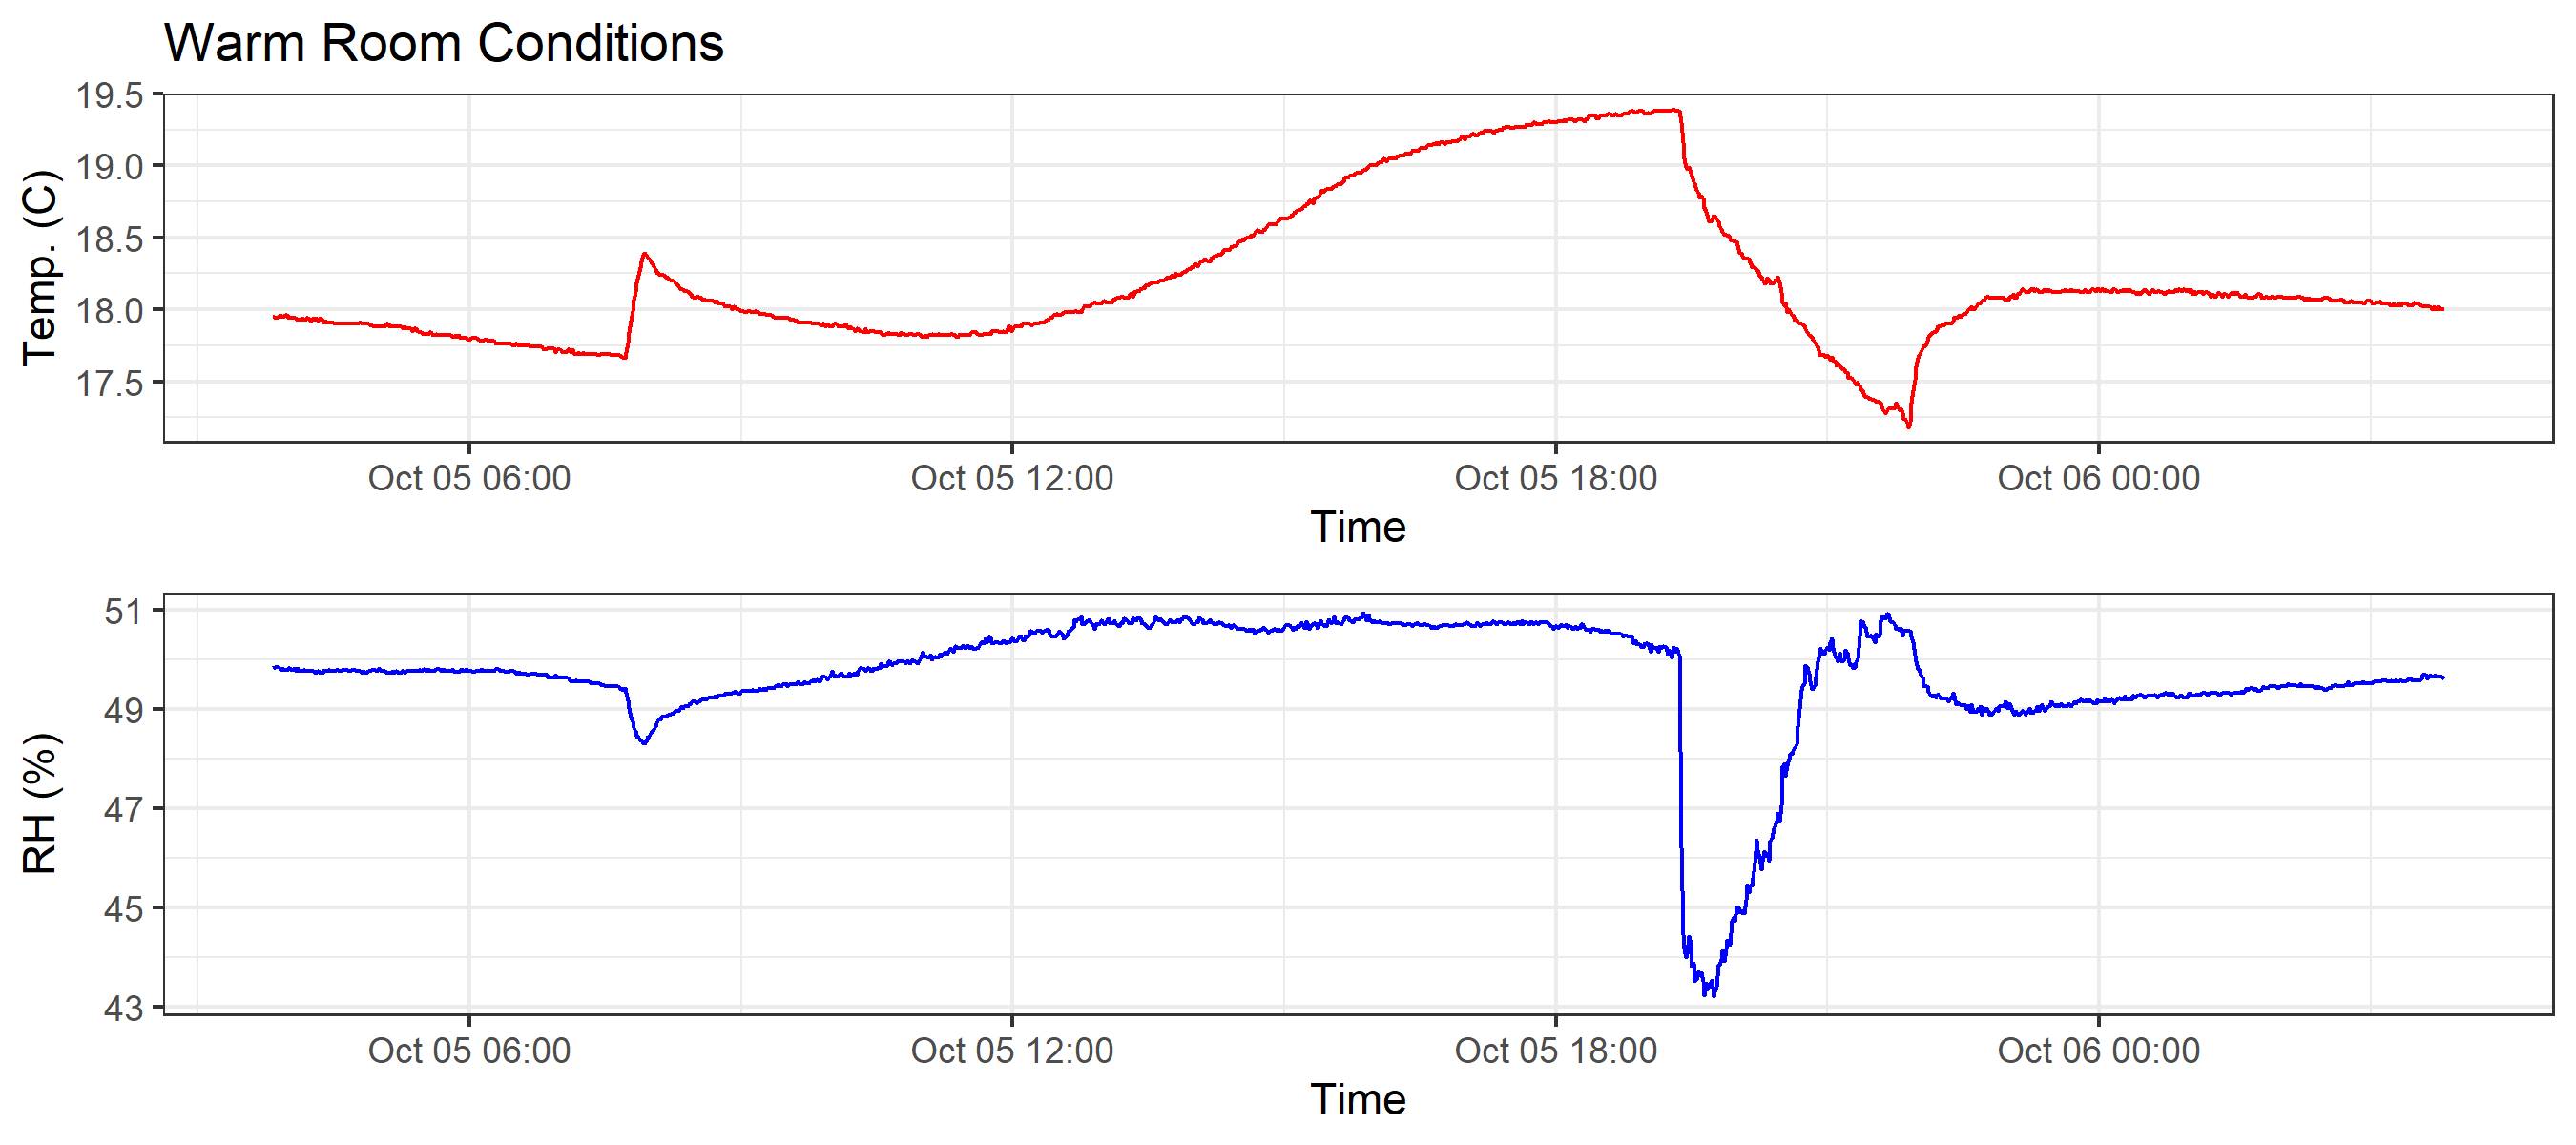 Warm Room Conditions
19.5
19.0
18.5
18.0
17.5
Temp. (C)
Oct 05 06:00 Oct 05 12:00 Oct 05 18:00 Oct 06 00:00
Time
51
49
47
45
43
RH (%)
Oct 05 06:00 Oct 05 12:00 Oct 05 18:00 Oct 06 00:00
Time